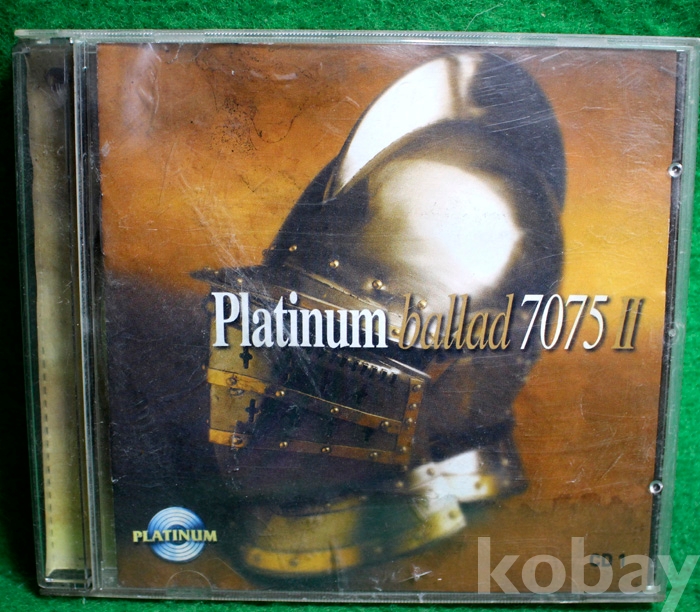 Platinum ballad 7075 II
PLATINUM
CD 1
kobay